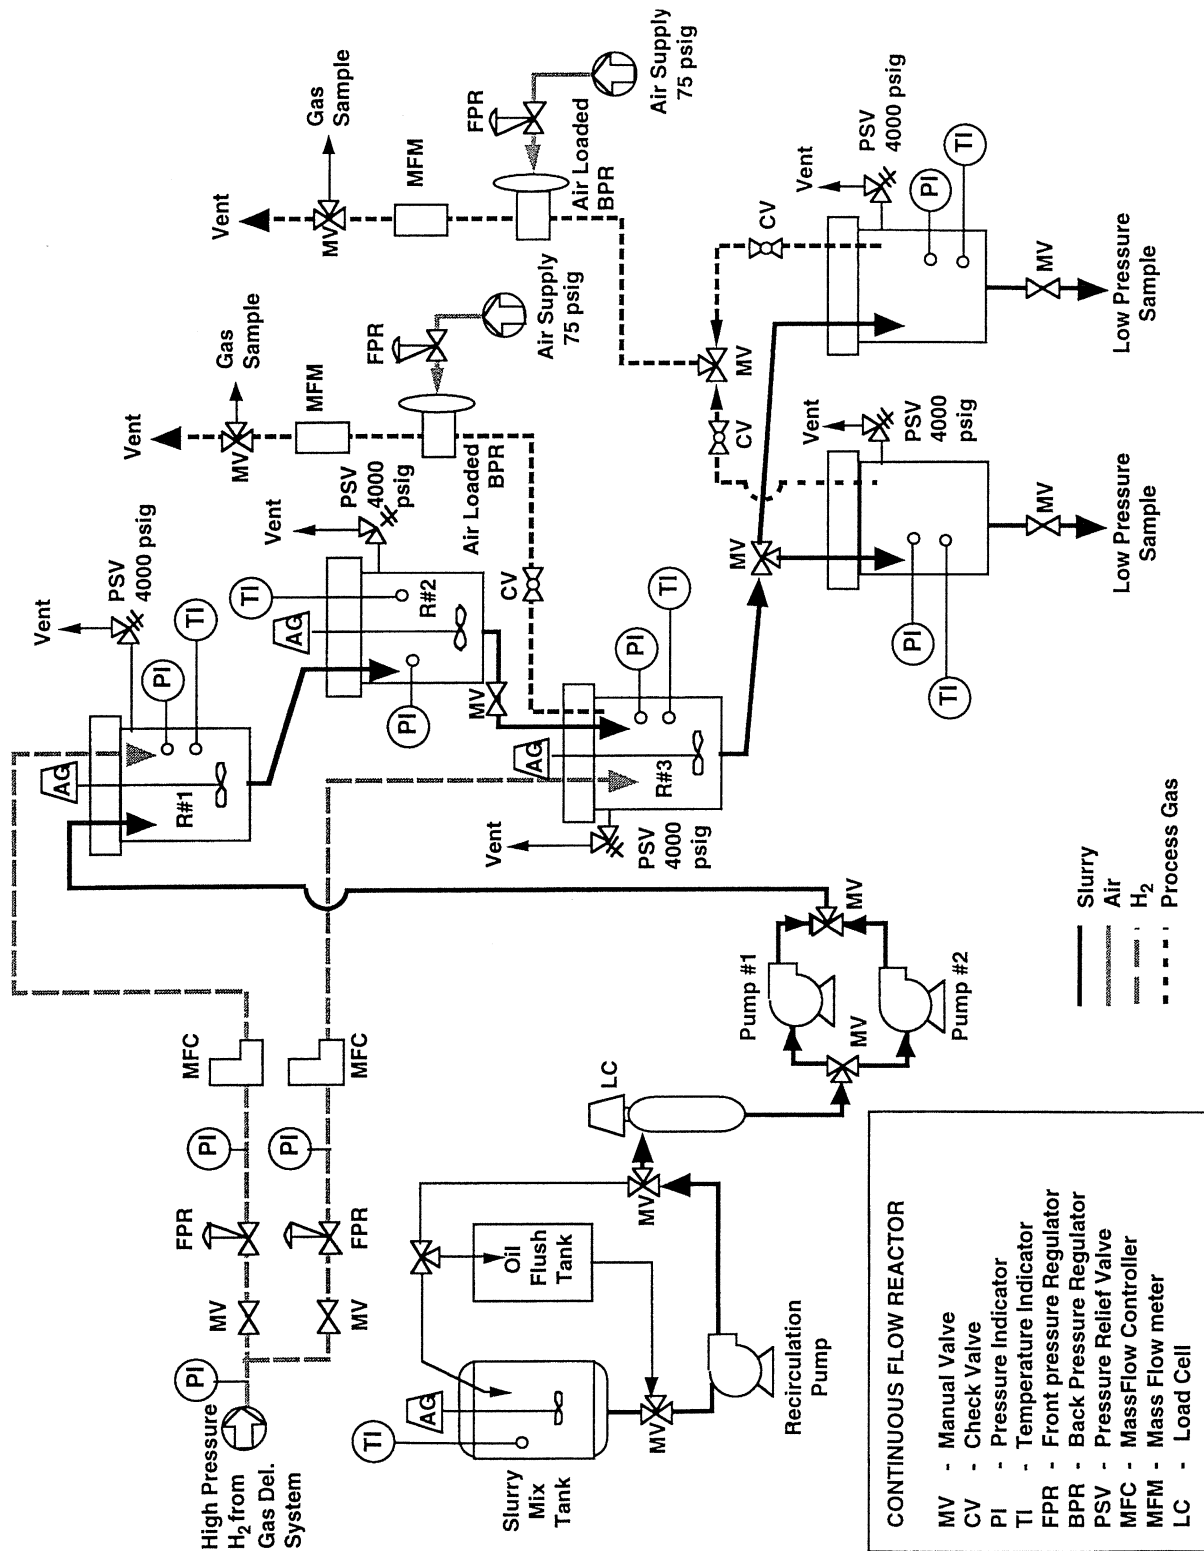 High Pressure
H2 from
Gas Del.
System
PI
MV
FPR
PI
MFC
MV
FPR
PI
MFC
AG
R#1
PI
TI
Vent
PSV
4000 psig
TI
AG
R#2
PI
Vent
PSV
4000
psig
MV
AG
R#3
PI
TI
Vent
PSV
4000
psig
CV
Air Loaded
BPR
FPR
Air Supply
75 psig
MFM
MV
Gas
Sample
Vent
Air Loaded
BPR
FPR
Air Supply
75 psig
MFM
MV
Gas
Sample
Vent
TI
AG
Slurry
Mix
Tank
Oil
Flush
Tank
MV
Recirculation
Pump
MV
LC
MV
Pump #1
Pump #2
MV
MV
CV
MV
CV
Vent
PSV
4000
psig
PI
TI
MV
Low Pressure
Sample
Vent
PSV
4000 psig
PI
TI
MV
Low Pressure
Sample
Slurry
Air
H2
Process Gas
CONTINUOUS FLOW REACTOR
MV - Manual Valve
CV - Check Valve
PI - Pressure Indicator
TI - Temperature Indicator
FPR - Front pressure Regulator
BPR - Back Pressure Regulator
PSV - Pressure Relief Valve
MFC - MassFlow Controller
MFM - Mass Flow meter
LC - Load Cell